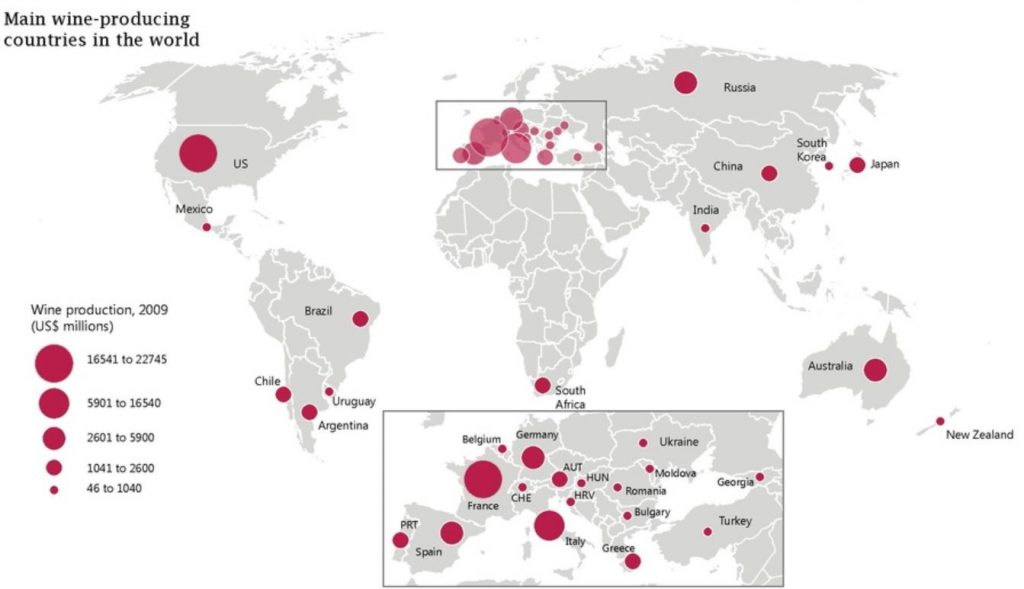 Main wine-producing
countries in the world
Russia
US
South
Korea
China
Japan
Mexico
India
Wine production, 2009
(US$ millions)
16541 to 22745
5901 to 16540
2601 to 5900
1041 to 2600
46 to 1040
Brazil
Chile
Uruguay
Argentina
South
Africa
Australia
New Zealand
Belgium
Germany
Ukraine
AUT
HUN
Moldova
Georgia
CHE
HRV
Romania
France
Bulgary
PRT
Turkey
Spain
Italy
Greece